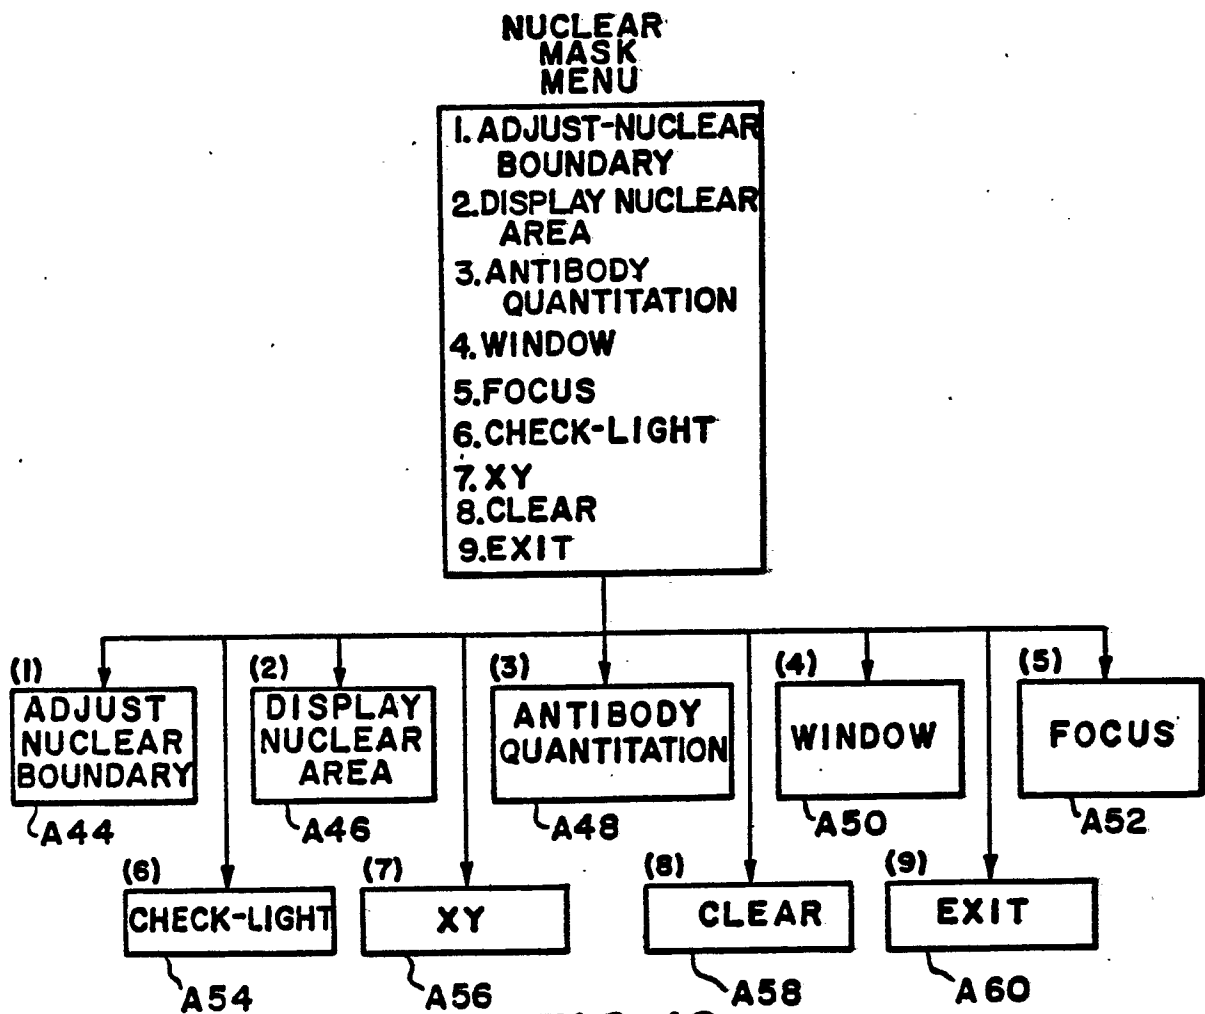 NUCLEAR
MASK
MENU
1. ADJUST-NUCLEAR
BOUNDARY
2. DISPLAY NUCLEAR
AREA
3. ANTIBODY
QUANTITATION
4. WINDOW
5. FOCUS
6. CHECK-LIGHT
7. XY
8. CLEAR
9. EXIT
(1)
ADJUST
NUCLEAR
BOUNDARY
A44
(2)
DISPLAY
NUCLEAR
AREA
A46
(3)
ANTIBODY
QUANTITATION
A48
(4)
WINDOW
A50
(5)
FOCUS
A52
(6)
CHECK-LIGHT
A54
(7)
XY
A56
(8)
CLEAR
A58
(9)
EXIT
A60